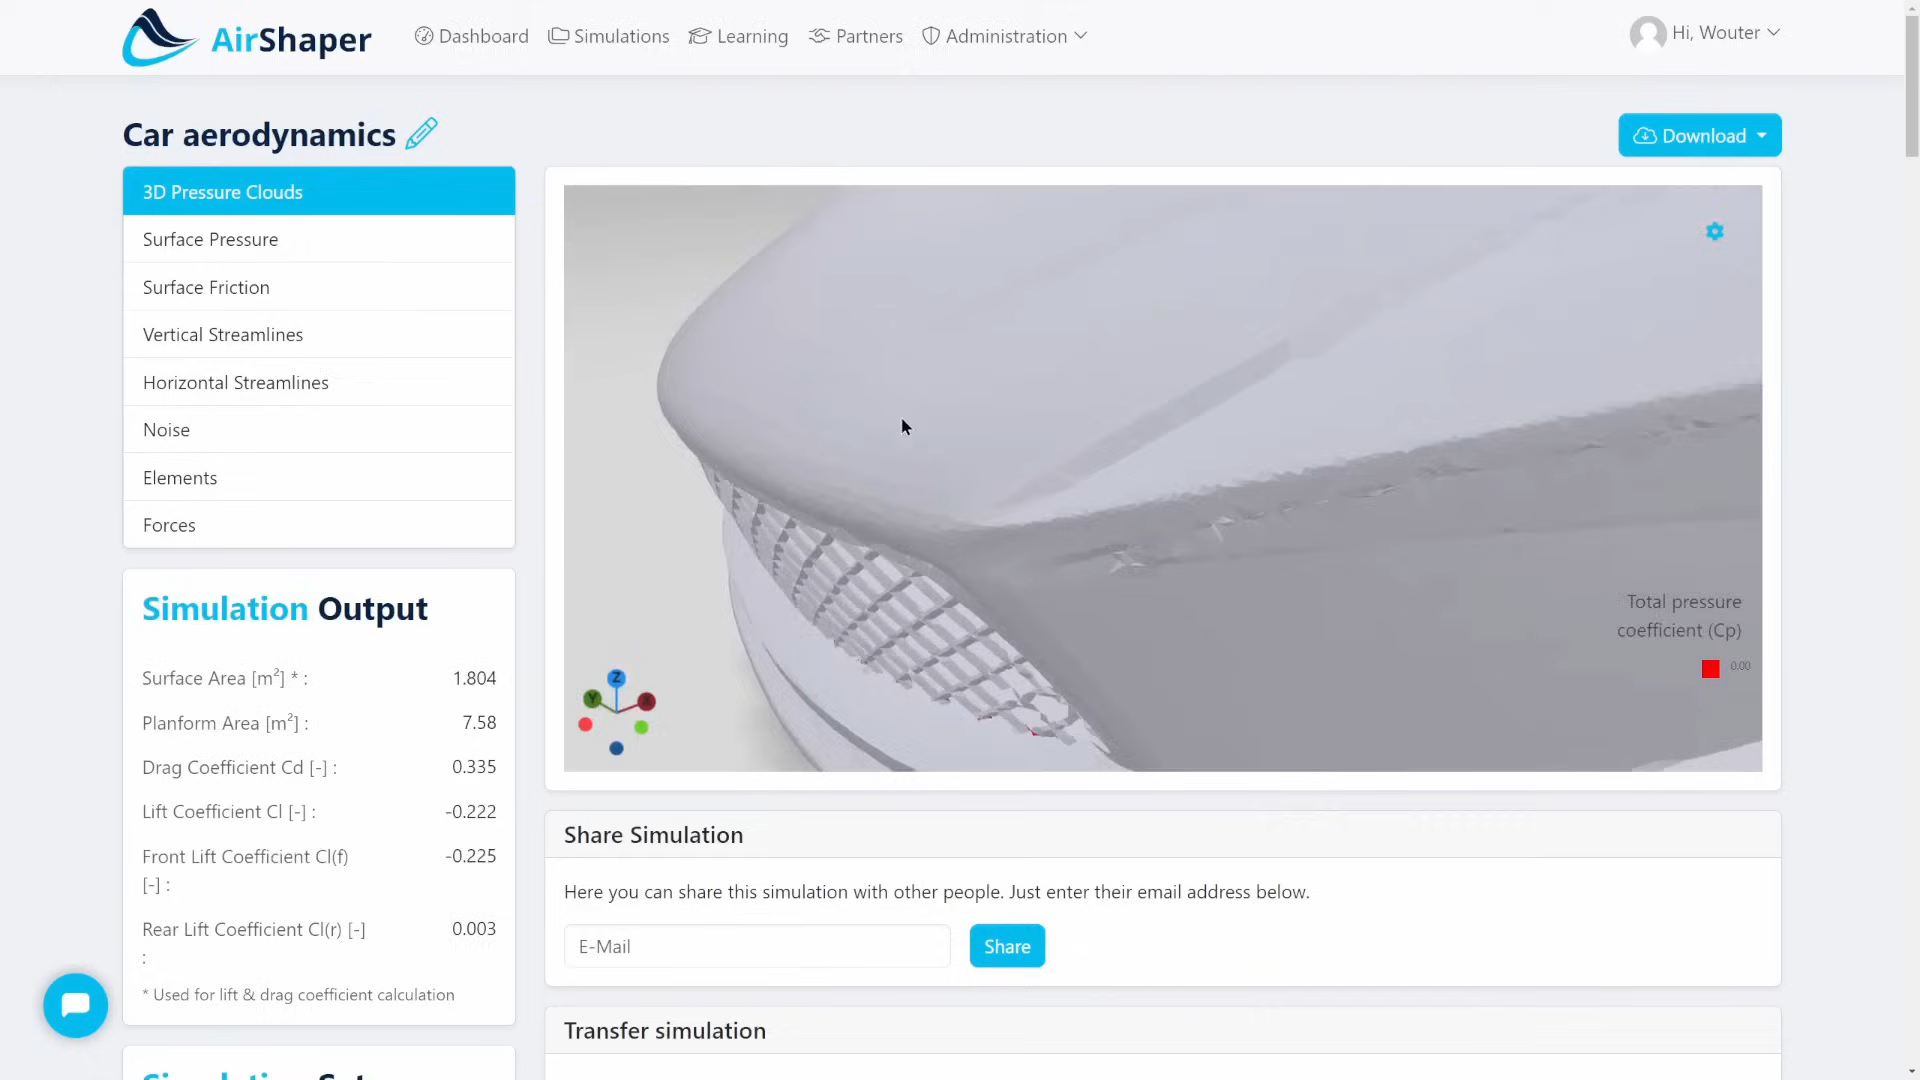 AirShaper
Dashboard Simulations Learning Partners Administration
Hi, Wouter
Car aerodynamics
Download
3D Pressure Clouds
Surface Pressure
Surface Friction
Vertical Streamlines
Horizontal Streamlines
Noise
Elements
Forces
Z
Y
Total pressure
coefficient (Cp)
0.00
Simulation Output
Surface Area [m²] * : 1.804
Planform Area [m²] : 7.58
Drag Coefficient Cd [-] : 0.335
Lift Coefficient Cl [-] : -0.222
Front Lift Coefficient Cl(f) -0.225
[-] :
Rear Lift Coefficient Cl(r) [-] 0.003
:
* Used for lift & drag coefficient calculation
Share Simulation
Here you can share this simulation with other people. Just enter their email address below.
E-Mail
Share
Transfer simulation